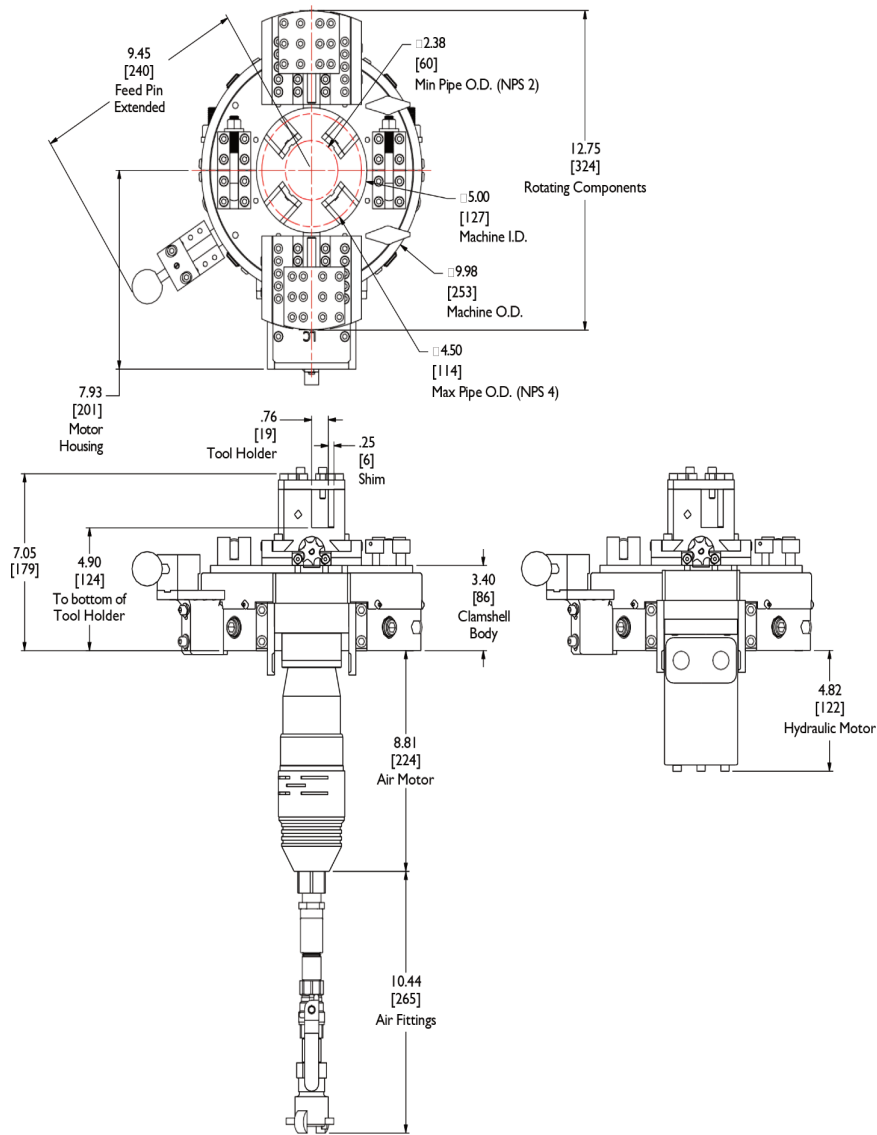 9.45
[240]
Feed Pin
Extended
□2.38
[60]
Min Pipe O.D. (NPS 2)
12.75
[324]
Rotating Components
□5.00
[127]
Machine I.D.
□9.98
[253]
Machine O.D.
□4.50
[114]
Max Pipe O.D. (NPS 4)
7.93
[201]
Motor
Housing
.76
[19]
Tool Holder
.25
[6]
Shim
7.05
[179]
4.90
[124]
To bottom of
Tool Holder
3.40
[86]
Clamshell
Body
4.82
[122]
Hydraulic Motor
8.81
[224]
Air Motor
10.44
[265]
Air Fittings